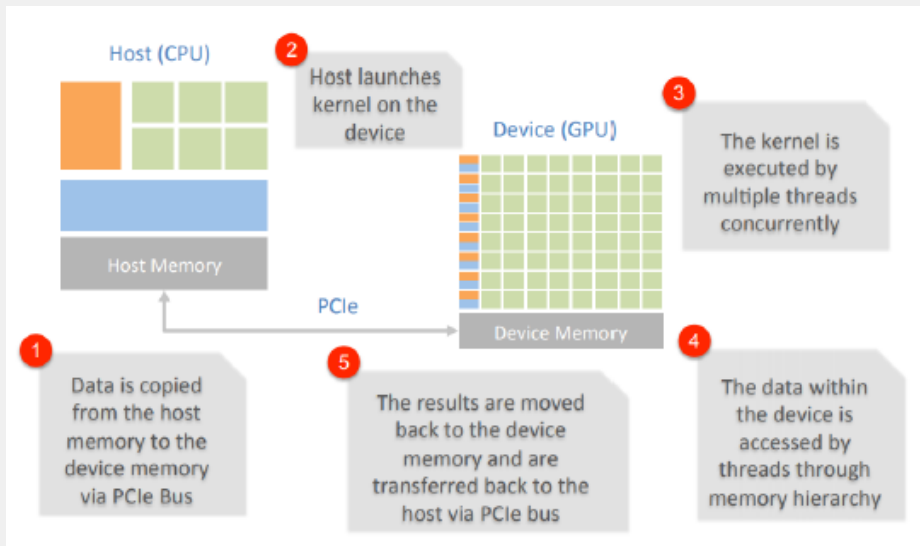 Host (CPU)
2
Host launches
kernel on the
device
Device (GPU)
3
The kernel is
executed by
multiple threads
concurrently
Host Memory
PCIe
Device Memory
1
Data is copied
from the host
memory to the
device memory
via PCIe Bus
5
The results are moved
back to the device
memory and are
transferred back to the
host via PCIe bus
4
The data within
the device is
accessed by
threads through
memory hierarchy